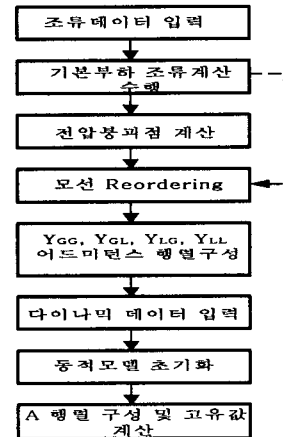 조류데이터 입력
기본부하 조류계산
수행
전압붕괴점 계산
모선 Reordering
YGG, YGL, YLG, YLL
어드미턴스 행렬구성
다이나믹 데이터 입력
동적모델 초기화
A 행렬 구성 및 고유값
계산